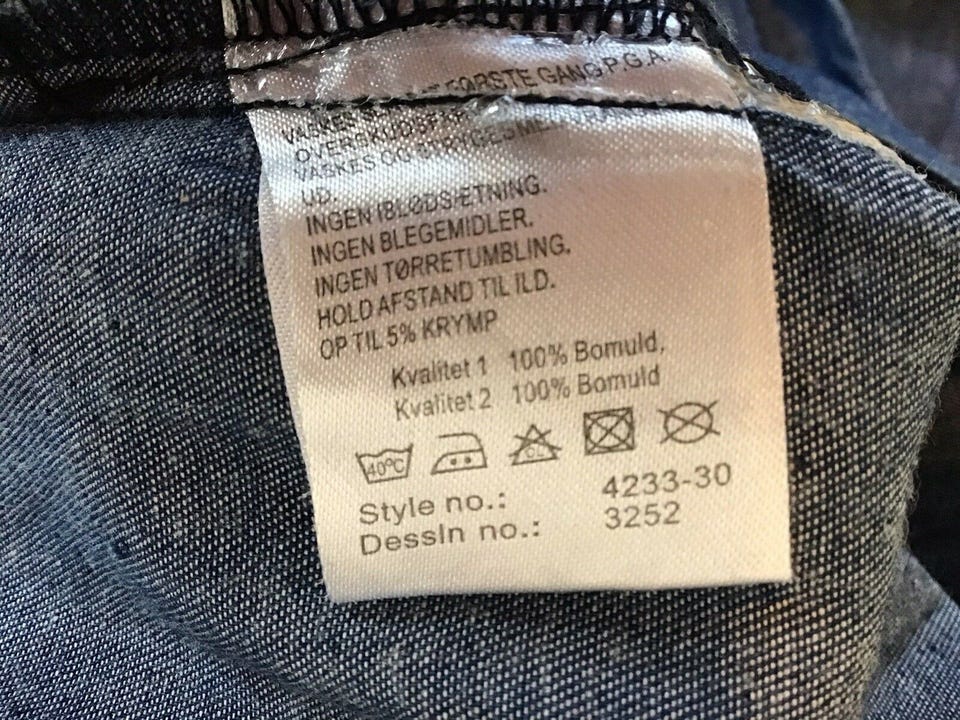 FØRSTE GANG P.G.A.
VASKES OG
UD.
INGEN IBLØDSÆTNING.
INGEN BLEGEMIDLER.
INGEN TØRRETUMBLING.
HOLD AFSTAND TIL ILD.
OP TIL 5% KRYMP
Kvalitet 1 100% Bomuld.
Kvalitet 2 100% Bomuld
40°C CL
Style no.: 4233-30
DessIn no.: 3252